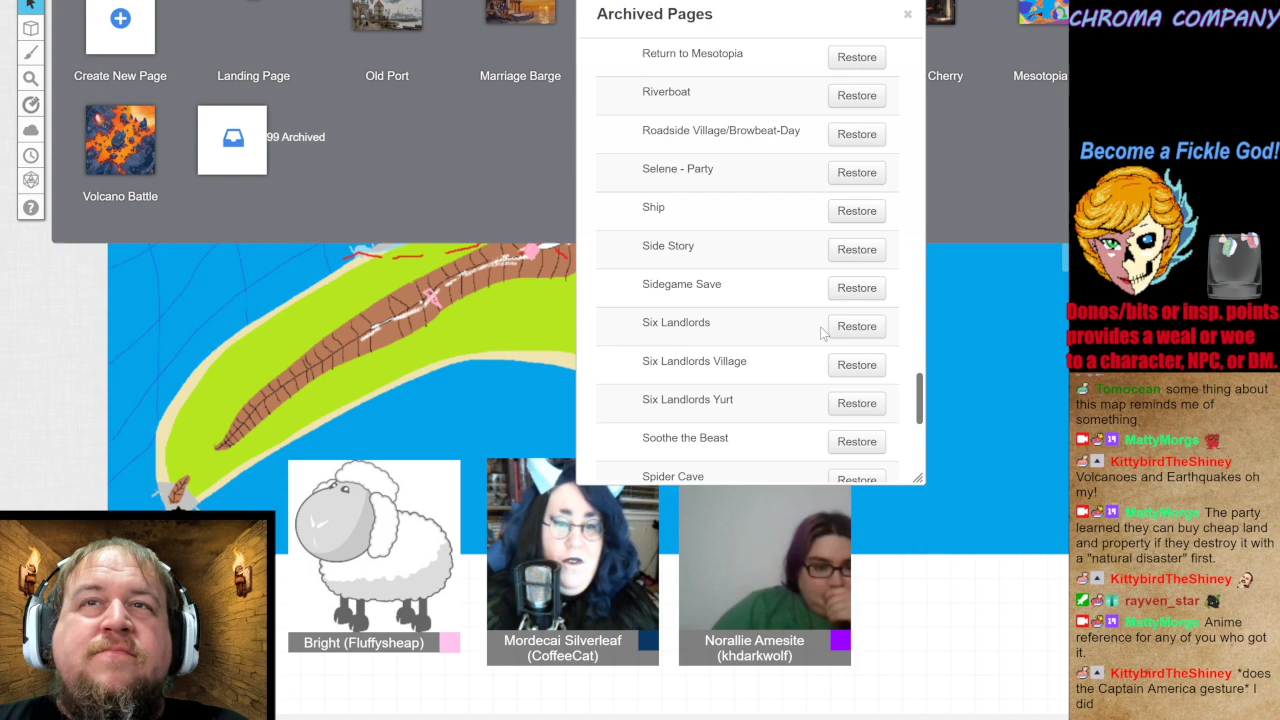 Archived Pages
×
Create New Page
Landing Page
Old Port
Marriage Barge
Cherry
Mesotopia
Volcano Battle
99 Archived
Return to Mesotopia
Restore
Riverboat
Restore
Roadside Village/Browbeat-Day
Restore
Selene - Party
Restore
Ship
Restore
Side Story
Restore
Sidegame Save
Restore
Six Landlords
Restore
Six Landlords Village
Restore
Six Landlords Yurt
Restore
Soothe the Beast
Restore
Spider Cave
Restore
Bright (Fluffysheap)
Mordecai Silverleaf
(CoffeeCat)
Norallie Amesite
(khdarkwolf)
CHROMA COMPANY
Become a Fickle God!
Donos/bits or insp. points
provides a weal or woe
to a character, NPC, or DM.
Tomocean some thing about
this map reminds me of
something
14 MattyMorgs
KittybirdTheShiney
Volcanoes and Earthquakes oh
my!
14 MattyMorgs The party
learned they can buy cheap land
and property if they destroy it with
a "natural disaster" first.
KittybirdTheShiney
rayven_star
14 MattyMorgs Anime
reference for any of you who got
it.
KittybirdTheShiney *does
the Captain America gesture* I
did